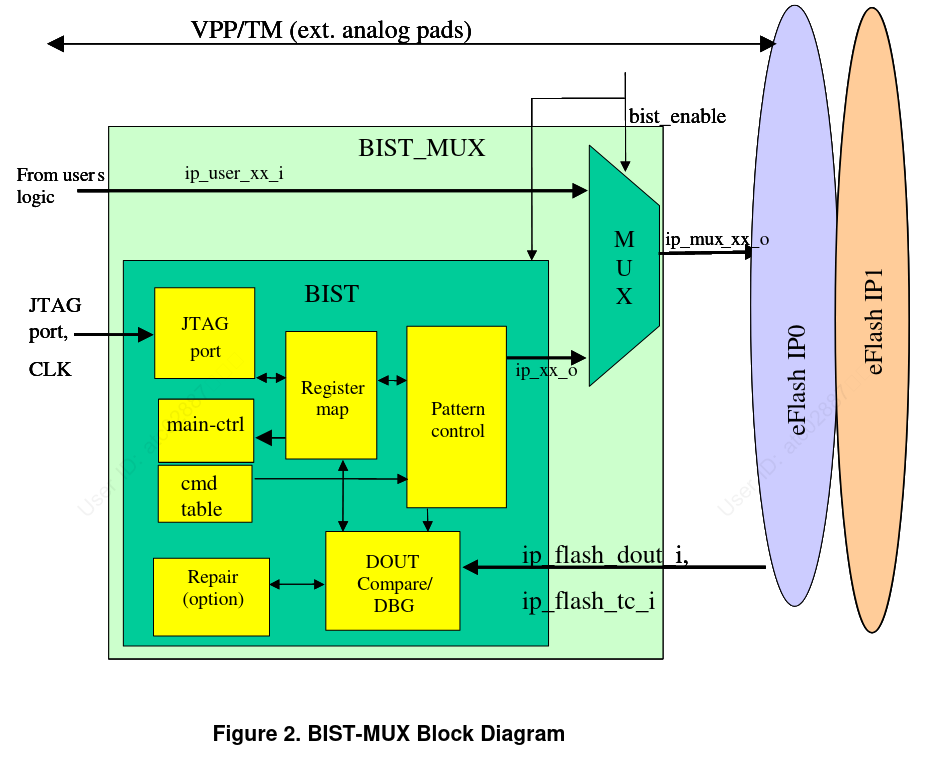 VPP/TM (ext. analog pads)
bist_enable
BIST_MUX
From users
logic
ip_user_xx_i
M
U
X
ip_mux_xx_o
BIST
JTAG
port,
CLK
JTAG
port
Register
map
Pattern
control
ip_xx_o
main-ctrl
cmd
table
DOUT
Compare/
DBG
Repair
(option)
ip_flash_dout_i,
ip_flash_tc_i
eFlash IP0
eFlash IP1
Figure 2. BIST-MUX Block Diagram